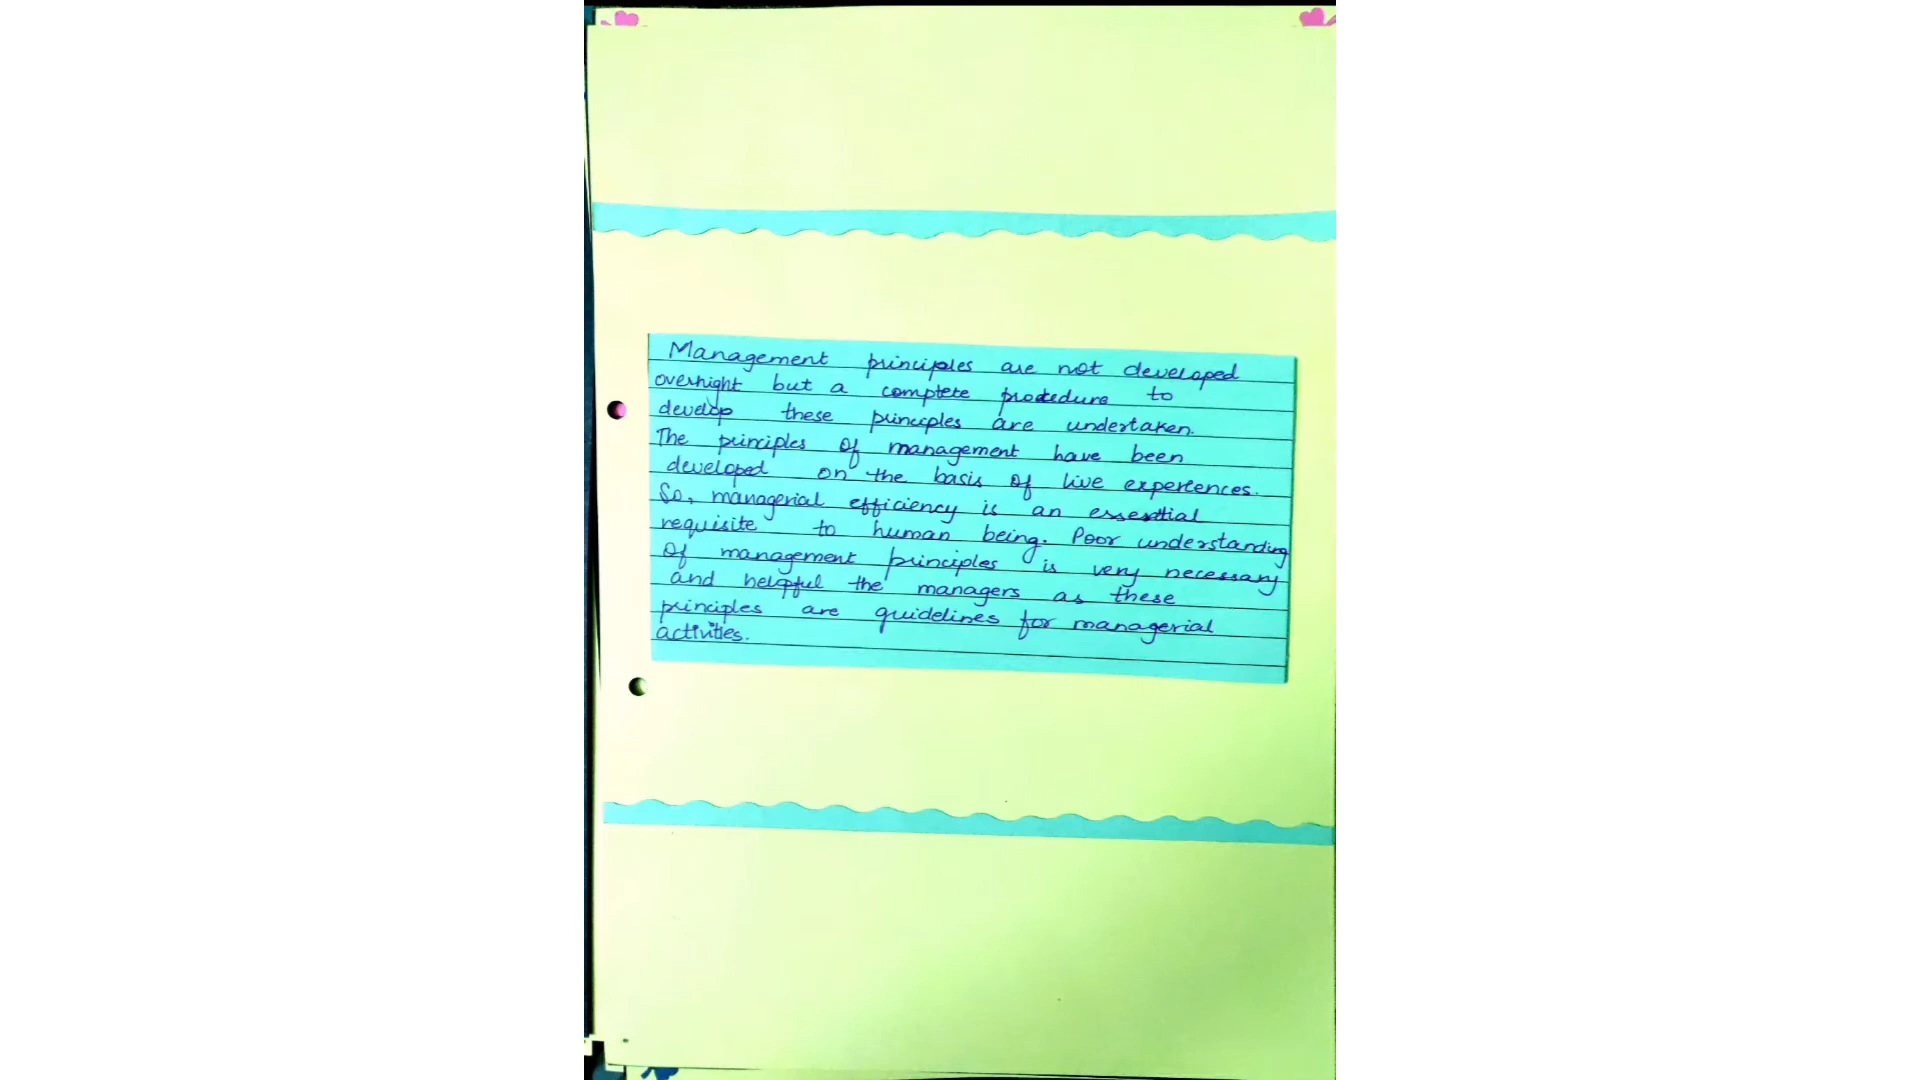 Management principles are not developed
overnight but a complete procedure to
develop these principles are undertaken.
The principles of management have been
developed on the basis of live experiences.
So, managerial efficiency is an essential
requisite to human being. Poor understanding
of management principles is very necessary
and helpful the managers as these
principles are guidelines for managerial
activities.